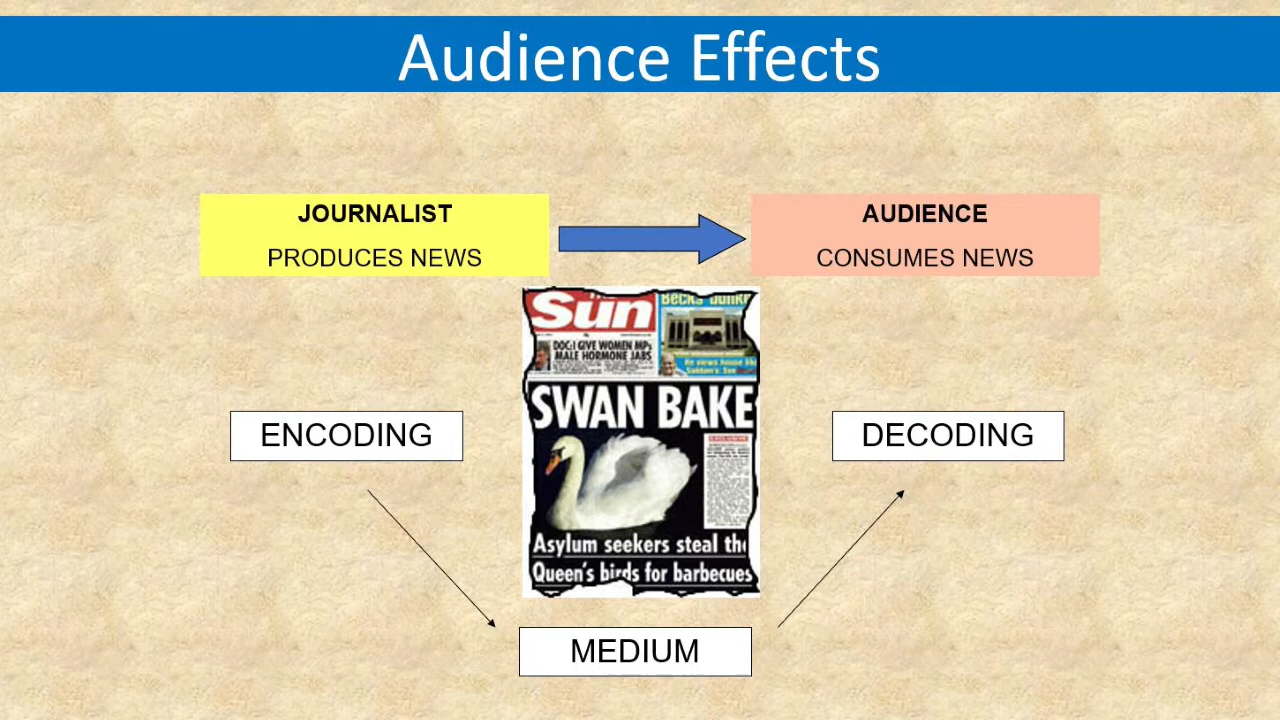 Audience Effects
JOURNALIST
PRODUCES NEWS
AUDIENCE
CONSUMES NEWS
The Sun
DOC: I GIVE WOMEN MPs
MALE HORMONE JABS
SWAN BAKE
Asylum seekers steal the
Queen's birds for barbecues
ENCODING
DECODING
MEDIUM